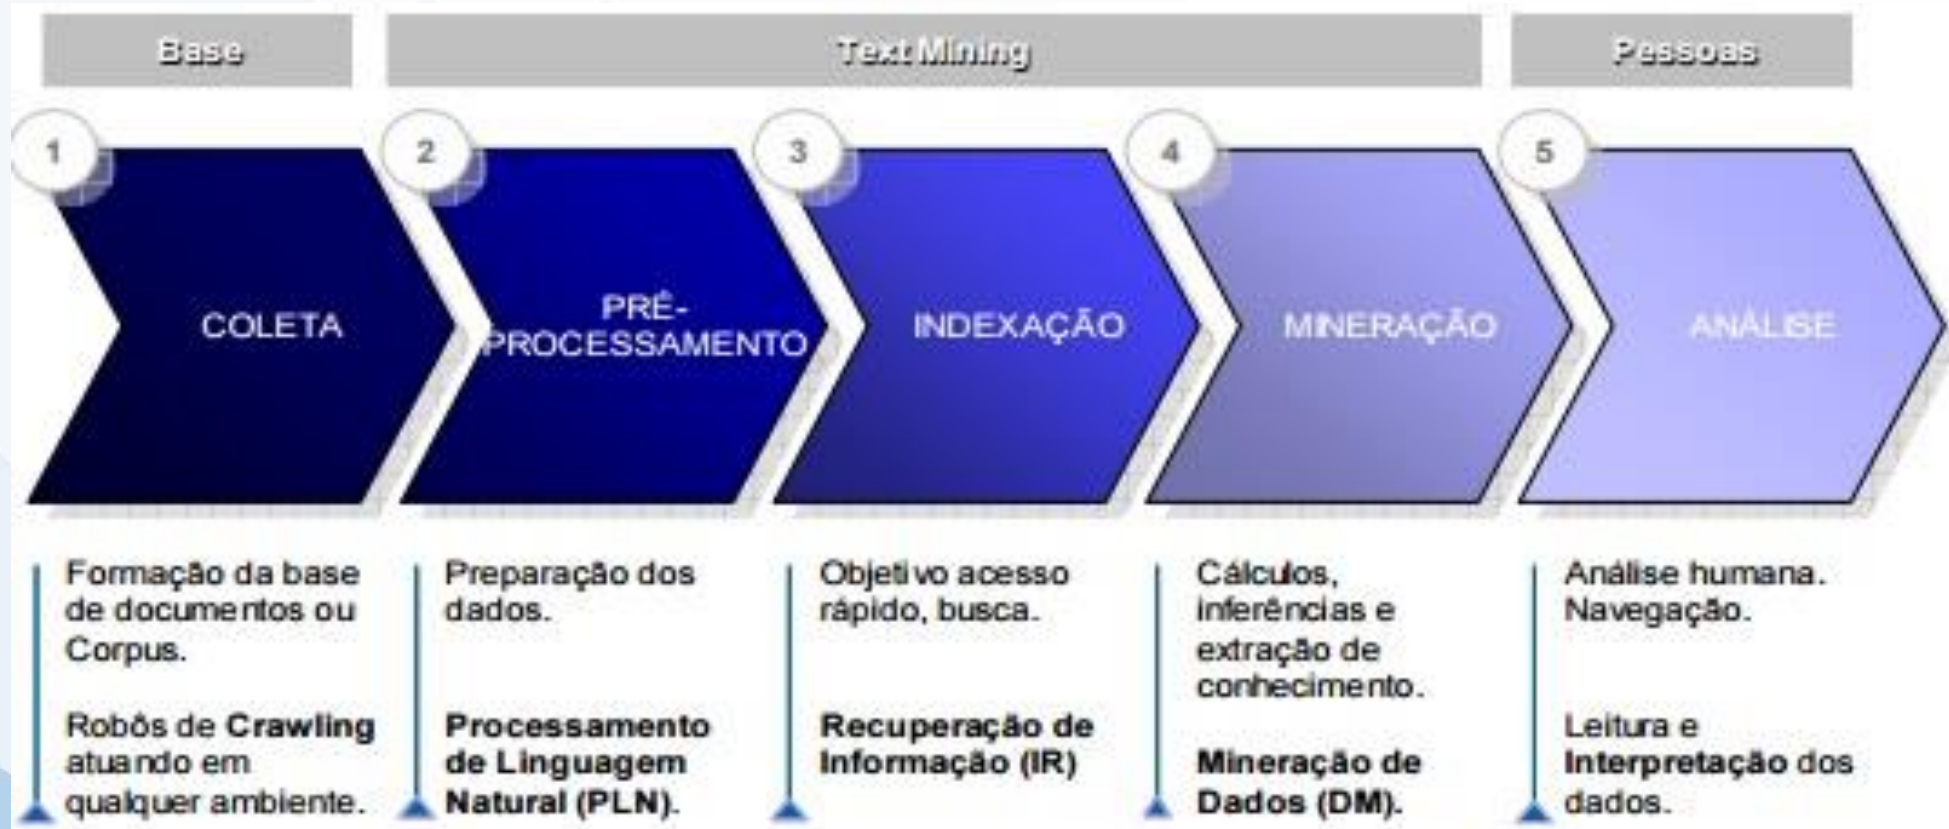 Base
Text Mining
Pessoas
1
2
3
4
5
COLETA
PRÉ-
PROCESSAMENTO
INDEXAÇÃO
MINERAÇÃO
ANÁLISE
Formação da base
de documentos ou
Corpus.
Robôs de Crawling
atuando em
qualquer ambiente.
Preparação dos
dados.
Processamento
de Linguagem
Natural (PLN).
Objetivo acesso
rápido, busca.
Recuperação de
Informação (IR)
Cálculos,
inferências e
extração de
conhecimento.
Mineração de
Dados (DM).
Análise humana.
Navegação.
Leitura e
Interpretação dos
dados.